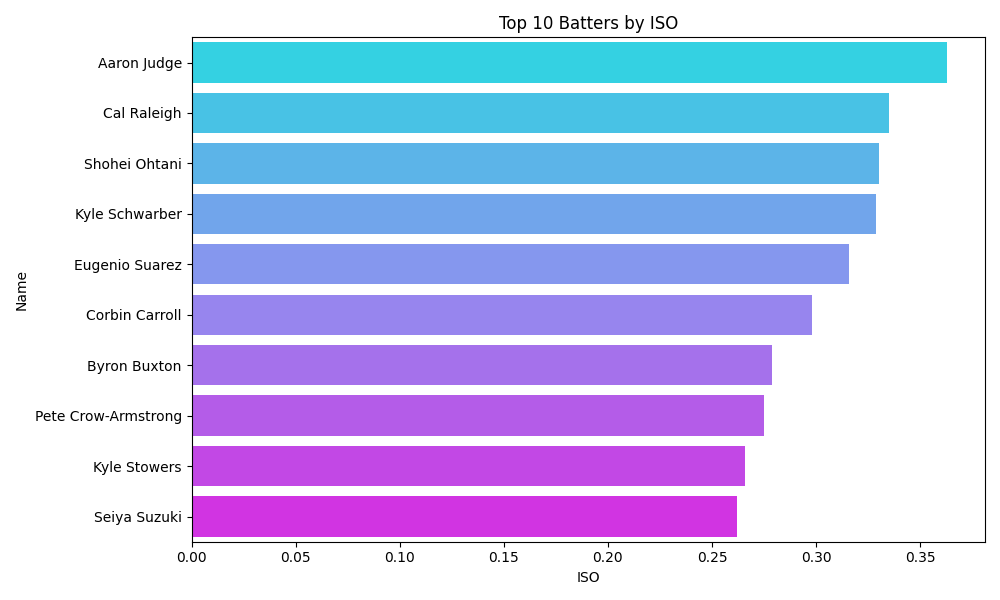 Top 10 Batters by ISO
Name
Aaron Judge
Cal Raleigh
Shohei Ohtani
Kyle Schwarber
Eugenio Suarez
Corbin Carroll
Byron Buxton
Pete Crow-Armstrong
Kyle Stowers
Seiya Suzuki
0.00 0.05 0.10 0.15 0.20 0.25 0.30 0.35
ISO